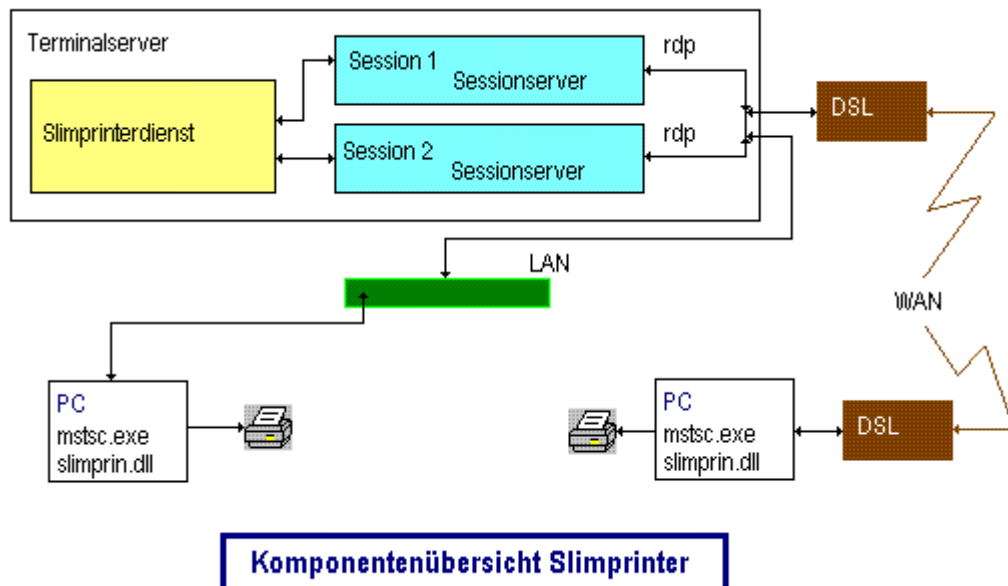 Terminalserver
Slimprinterdienst
Session 1
Sessionserver
Session 2
Sessionserver
rdp
rdp
DSL
LAN
WAN
PC
mstsc.exe
slimprin.dll
PC
mstsc.exe
slimprin.dll
DSL
Komponentenübersicht Slimprinter